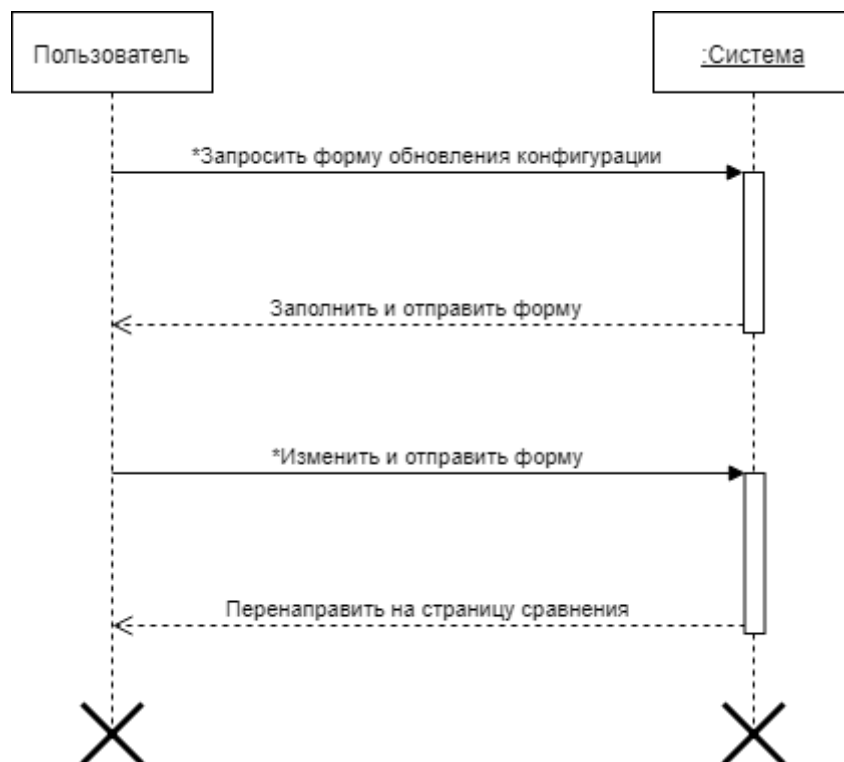 Пользователь
:Система
*Запросить форму обновления конфигурации
Заполнить и отправить форму
*Изменить и отправить форму
Перенаправить на страницу сравнения